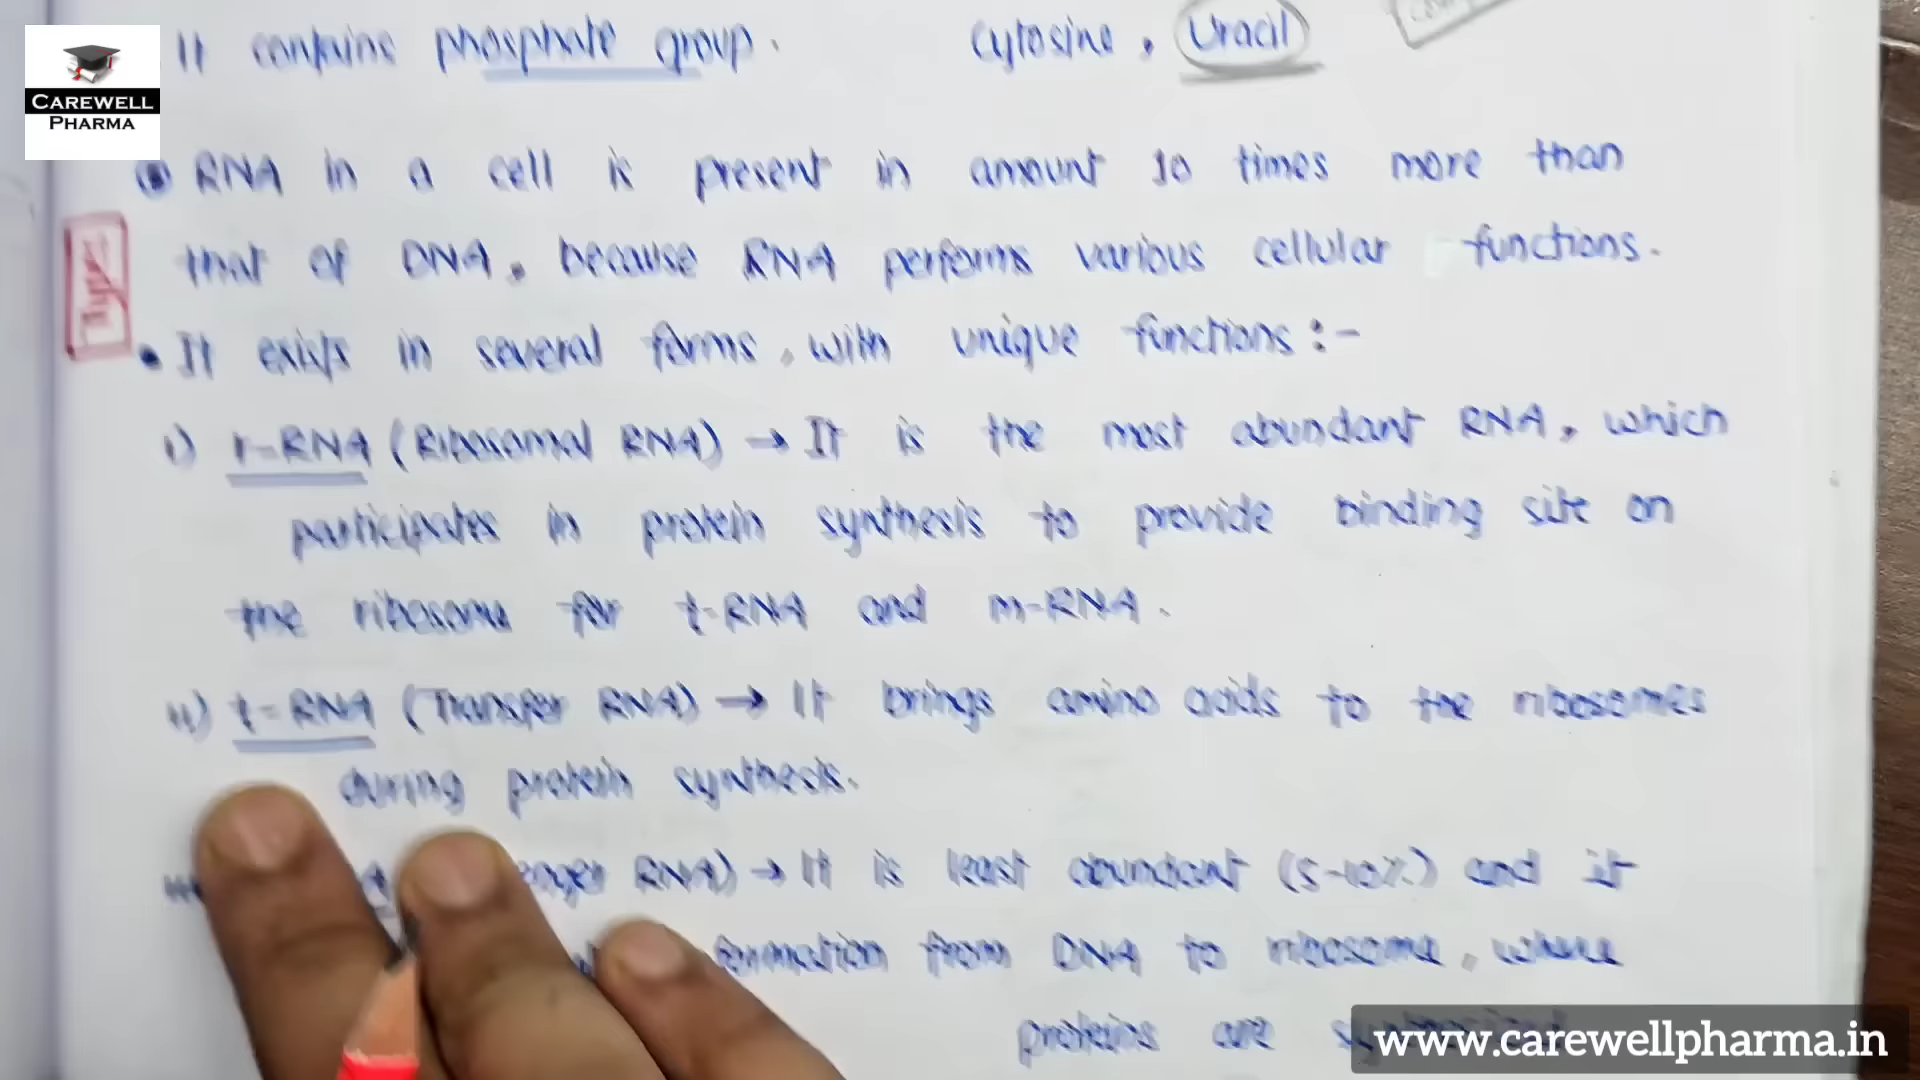 CAREWELL
PHARMA
It contains phosphate group.
Cytosine, Uracil
RNA in a cell is present in amount 10 times more than
that of DNA, because RNA performs various cellular functions.
Types
• It exists in several forms, with unique functions:-
i) r-RNA (Ribosomal RNA) → It is the most abundant RNA, which
participates in protein synthesis to provide binding site on
the ribosome for t-RNA and m-RNA.
ii) t-RNA (Transfer RNA) → It brings amino acids to the ribosomes
during protein synthesis.
RNA) → It is least abundant (5-10%) and it
formation from DNA to ribosome, where
proteins are
www.carewellpharma.in